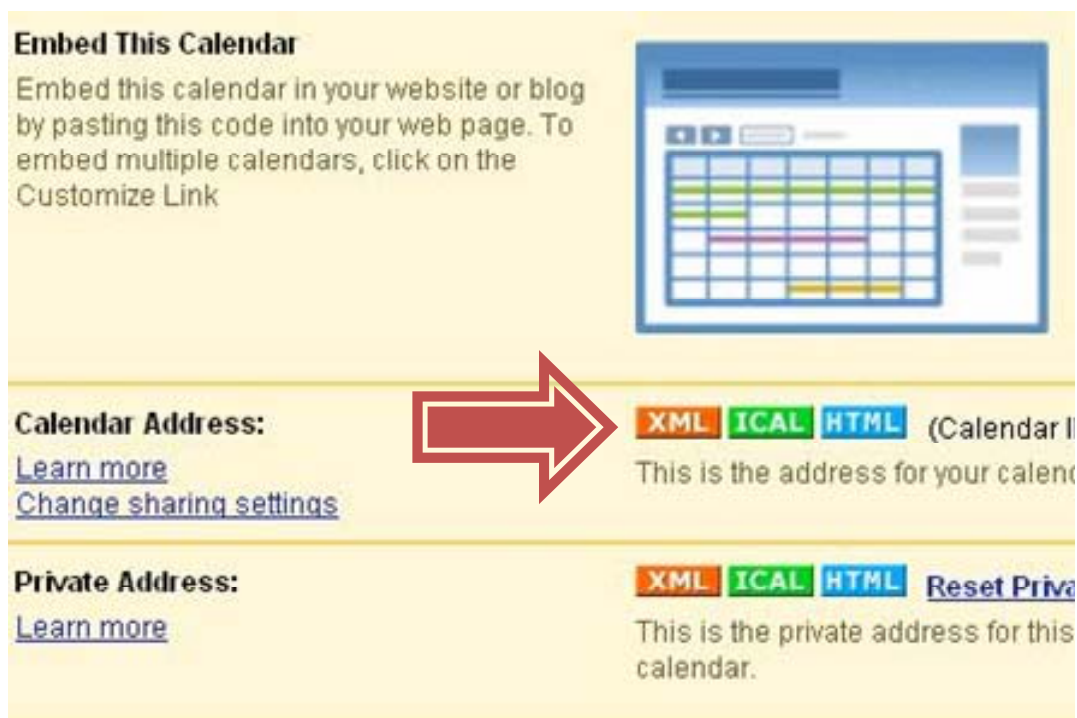 Embed This Calendar
Embed this calendar in your website or blog
by pasting this code into your web page. To
embed multiple calendars, click on the
Customize Link
Calendar Address:
XML ICAL HTML (Calendar
Learn more
This is the address for your
Change sharing settings
Private Address:
XML ICAL HTML Reset
Learn more
This is the private address for this
calendar.